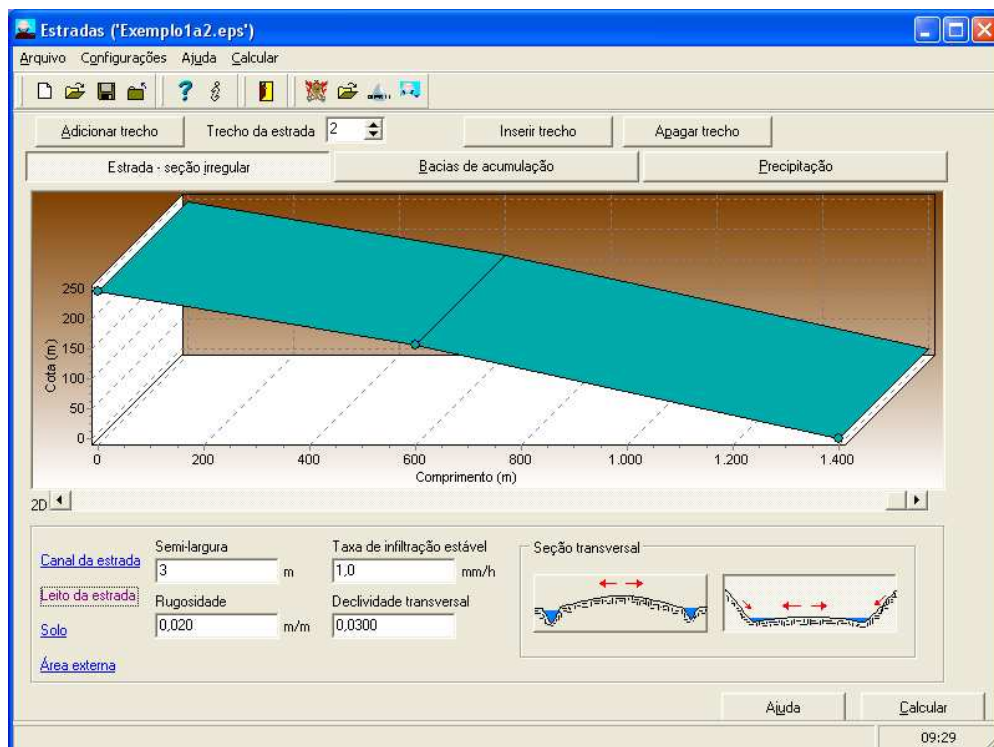 Estradas ('Exemplo1a2.eps')
Arquivo Configurações Ajuda Calcular
Adicionar trecho Trecho da estrada 2 Inserir trecho Apagar trecho
Estrada - seção irregular Bacias de acumulação Precipitação
250
200
150
100
50
0
Cota (m)
0 200 400 600 800 1.000 1.200 1.400
Comprimento (m)
2D
Canal da estrada
Leito da estrada
Solo
Área externa
Semi-largura
3 m
Rugosidade
0,020 m/m
Taxa de infiltração estável
1,0 mm/h
Declividade transversal
0,0300
Seção transversal
Ajuda Calcular
09:29